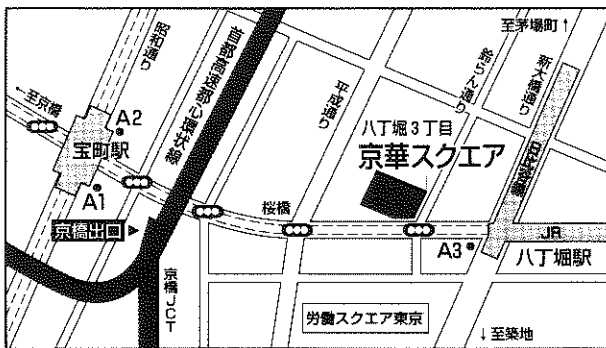 至茅場町↑
昭和通り
首都高速都心環状線
平成通り
鈴らん通り
新大橋通り
←至京橋
A2
宝町駅
A1
八丁堀3丁目
京華スクエア
日比谷線
桜橋
京橋出口
JR
A3
八丁堀駅
京橋JCT
労働スクエア東京
↓至築地